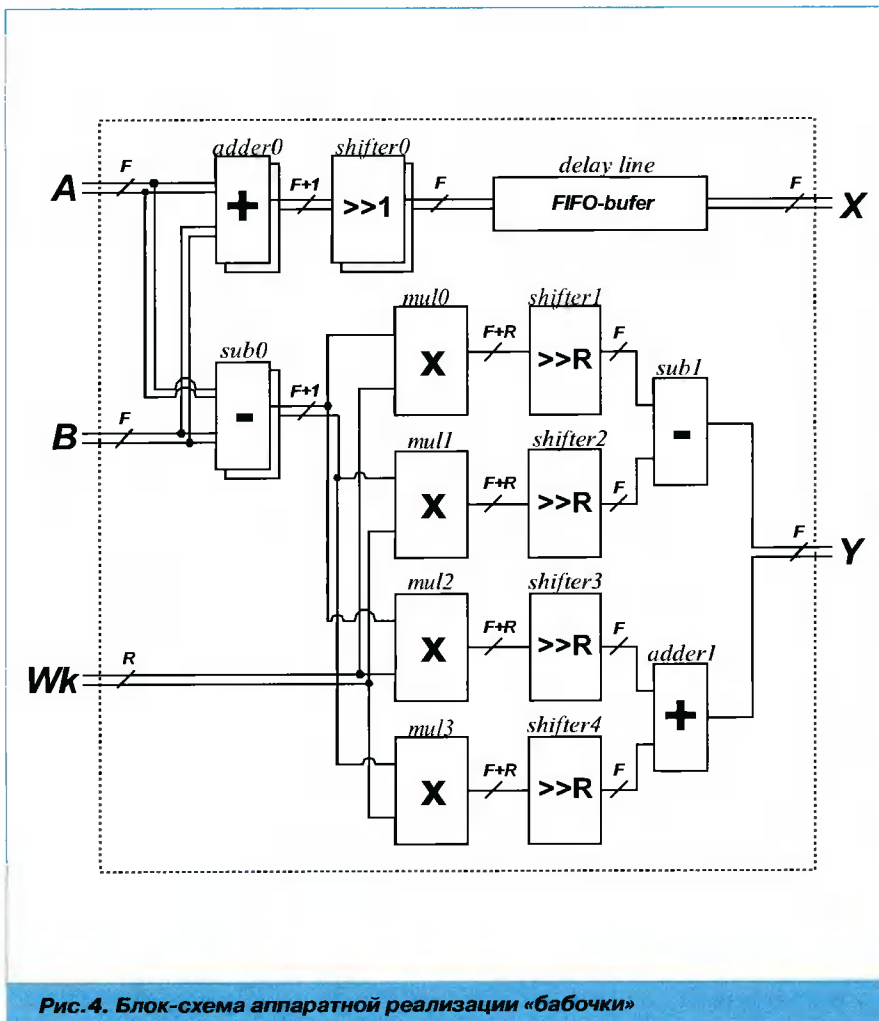 adder0 shifter0
delay line
A F + F+1 >>1 F FIFO-bufer F X
mul0 shifter1
X F+R >>R F
sub0 sub1
B F - F+1 -
mul1 shifter2
X F+R >>R F
F Y
mul2 shifter3
X F+R >>R F
Wk R
adder1
+
mul3 shifter4
X F+R >>R F
Рис.4. Блок-схема аппаратной реализации «бабочки»